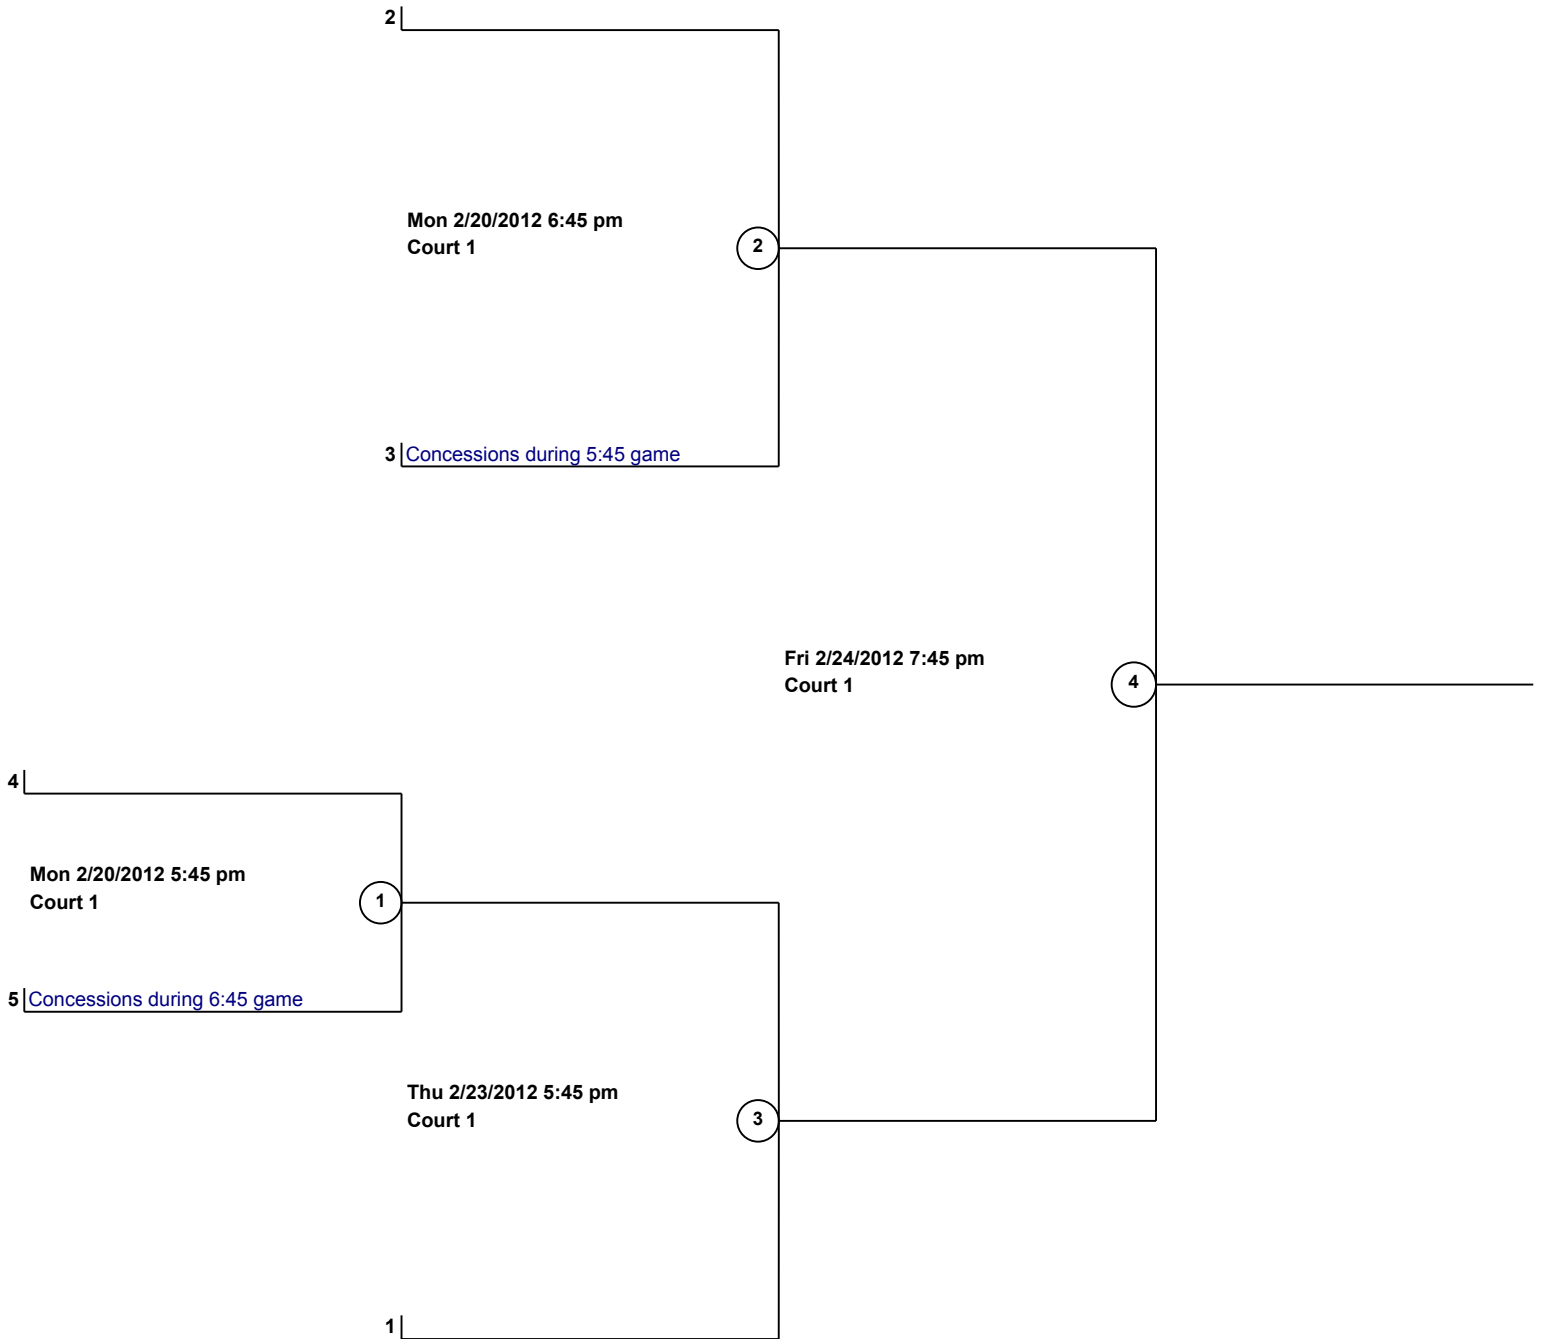 2
Mon 2/20/2012 6:45 pm
Court 1
2
3 Concessions during 5:45 game
Fri 2/24/2012 7:45 pm
Court 1
4
4
Mon 2/20/2012 5:45 pm
Court 1
1
5 Concessions during 6:45 game
Thu 2/23/2012 5:45 pm
Court 1
3
1